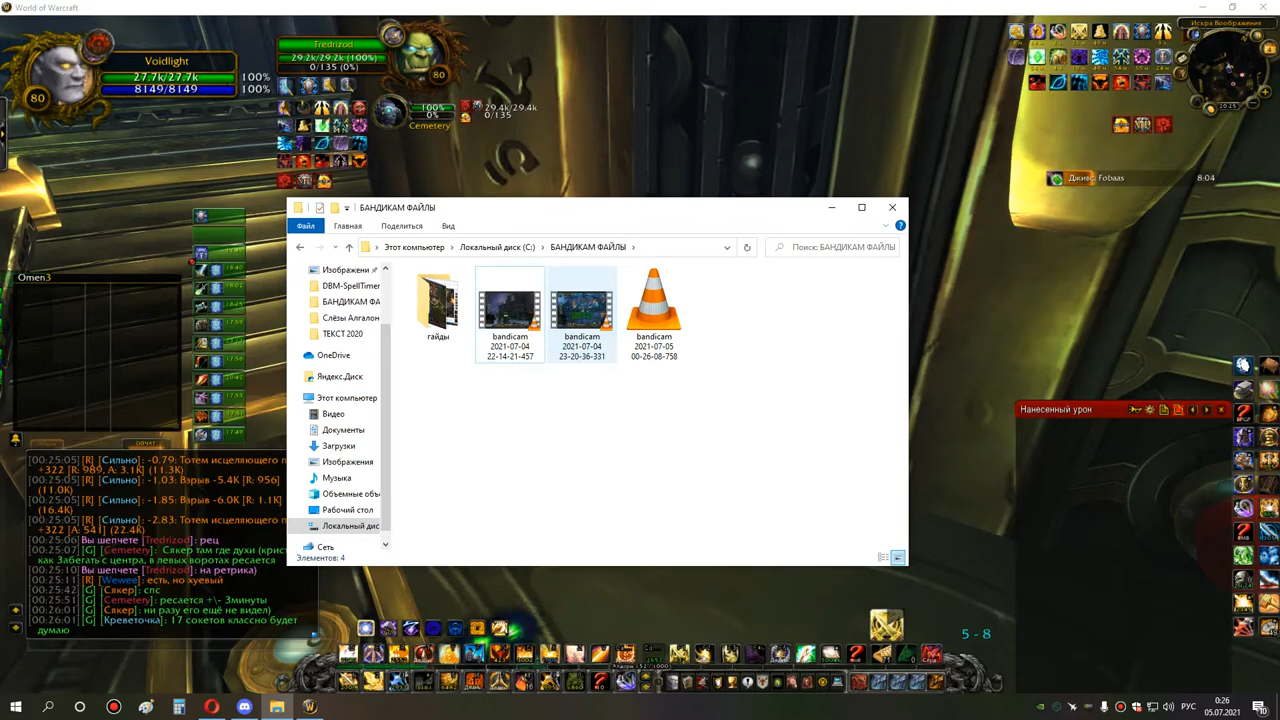 World of Warcraft
Voidlight
27.7k/27.7k 100%
8149/8149 100%
80
Tredrizod
29.2k/29.2k (100%)
0/135 (0%)
80
100%
0%
29.4k/29.4k
0/135
Cemetery
Искра Воображения
20:25
Дживс: Fobaas 8:04
Omen3
БАНДИКАМ ФАЙЛЫ
Файл Главная Поделиться Вид
Этот компьютер Локальный диск (C:) БАНДИКАМ ФАЙЛЫ
Поиск: БАНДИКАМ ФАЙЛЫ
Изображени
DBM-SpellTimer
БАНДИКАМ ФА
Слёзы Алгалон
ТЕКСТ 2020
OneDrive
Яндекс.Диск
Этот компьютер
Видео
Документы
Загрузки
Изображения
Музыка
Объемные объ
Рабочий стол
Локальный дис
Сеть
гайды
bandicam
2021-07-04
22-14-21-457
bandicam
2021-07-04
23-20-36-331
bandicam
2021-07-05
00-26-08-758
Элементов: 4
Нанесенный урон
[00:25:05] [R] [Сильно]: -0.79: Тотем исцеляющего п
+322 [R: 989, A: 3.1K] (11.3K)
[00:25:05] [R] [Сильно]: -1.03: Взрыв -5.4K [R: 956]
(11.0K)
[00:25:05] [R] [Сильно]: -1.85: Взрыв -6.0K [R: 1.1K]
(16.4K)
[00:25:05] [R] [Сильно]: -2.83: Тотем исцеляющего п
+322 [A: 541] (22.4K)
[00:25:06] Вы шепчете [Tredrizod]: рец
[00:25:07] [G] [Cemetery]: Сякер там где духи (крис
как Забегать с центра, в левых воротах ресается
[00:25:10] Вы шепчете [Tredrizod]: на ретрика)
[00:25:11] [R] [Wewee]: есть, но хуевый
[00:25:42] [G] [Сякер]: спс
[00:25:51] [G] [Cemetery]: ресается +\- 3минуты
[00:26:01] [G] [Сякер]: ни разу его ещё не видел)
[00:26:01] [G] [Креветочка]: 17 сокетов классно будет
думаю
5 - 8
РУС
0:26
05.07.2021